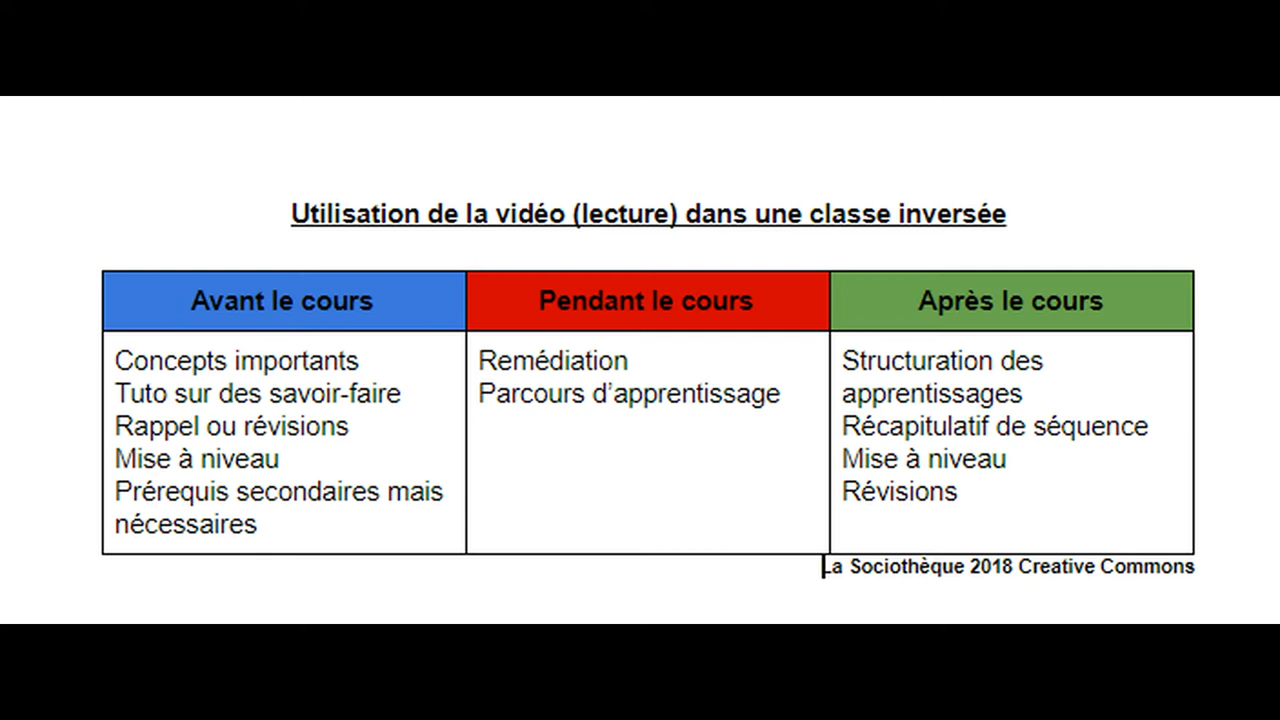 Utilisation de la vidéo (lecture) dans une classe inversée
Avant le cours
Pendant le cours
Après le cours
Concepts importants
Tuto sur des savoir-faire
Rappel ou révisions
Mise à niveau
Prérequis secondaires mais
nécessaires
Remédiation
Parcours d'apprentissage
Structuration des
apprentissages
Récapitulatif de séquence
Mise à niveau
Révisions
La Sociothèque 2018 Creative Commons